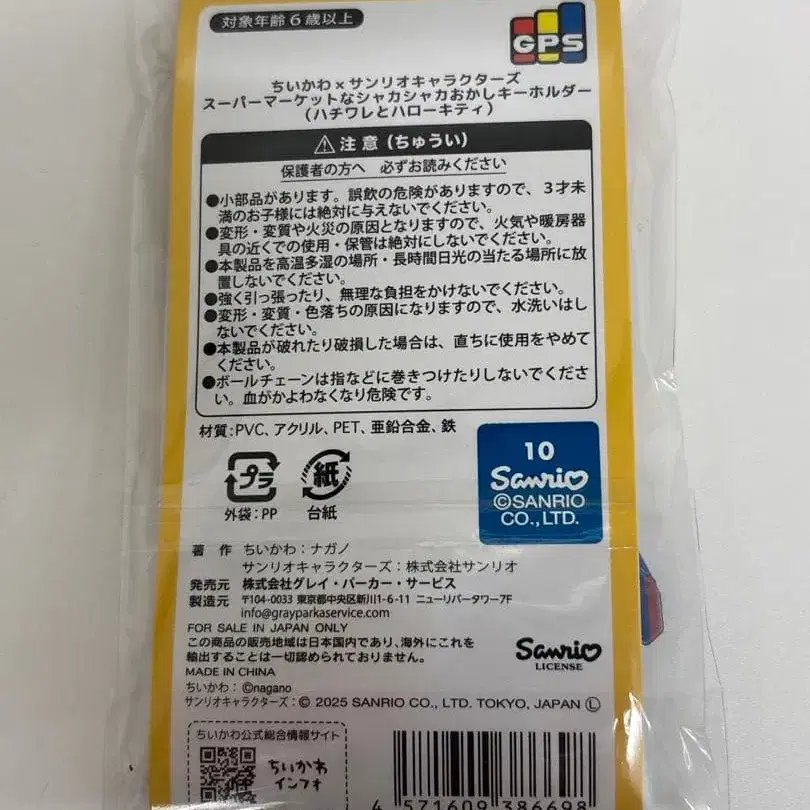 対象年齢6歳以上
GPS
ちいかわ×サンリオキャラクターズ
スーパーマーケットなシャカシャカおかしキーホルダー
（ハチワレとハローキティ）
⚠注意（ちゅうい）
保護者の方へ 必ずお読みください
●小部品があります。誤飲の危険がありますので、3才未
満のお子様には絶対に与えないでください。
●変形・変質や火災の原因となりますので、火気や暖房器
具の近くでの使用・保管は絶対にしないでください。
●本製品を高温多湿の場所・長時間日光の当たる場所に放
置しないでください。
●強く引っ張ったり、無理な負担をかけないでください。
●変形・変質・色落ちの原因になりますので、水洗いはし
ないでください。
●本製品が破れたり破損した場合は、直ちに使用をやめて
ください。
●ボールチェーンは指などに巻きつけたりしないでくださ
い。血がかよわなくなり危険です。
材質:PVC、アクリル、PET、亜鉛合金、鉄
プラ
外袋:PP
紙
台紙
10
Sanrio
©SANRIO
CO.,LTD.
著 作 ちいかわ：ナガノ
サンリオキャラクターズ：株式会社サンリオ
発売元 株式会社グレイ・パーカー・サービス
製造元 〒104-0033 東京都中央区新川1-6-11 ニューリバータワー7F
info@grayparkaservice.com
FOR SALE IN JAPAN ONLY
この商品の販売地域は日本国内であり、海外にこれを
輸出することは一切認められておりません。
MADE IN CHINA
Sanrio
LICENSE
ちいかわ：©nagano
サンリオキャラクターズ：© 2025 SANRIO CO., LTD. TOKYO, JAPAN Ⓛ
ちいかわ公式総合情報サイト
ちいかわ
インフォ
4 571609 386698